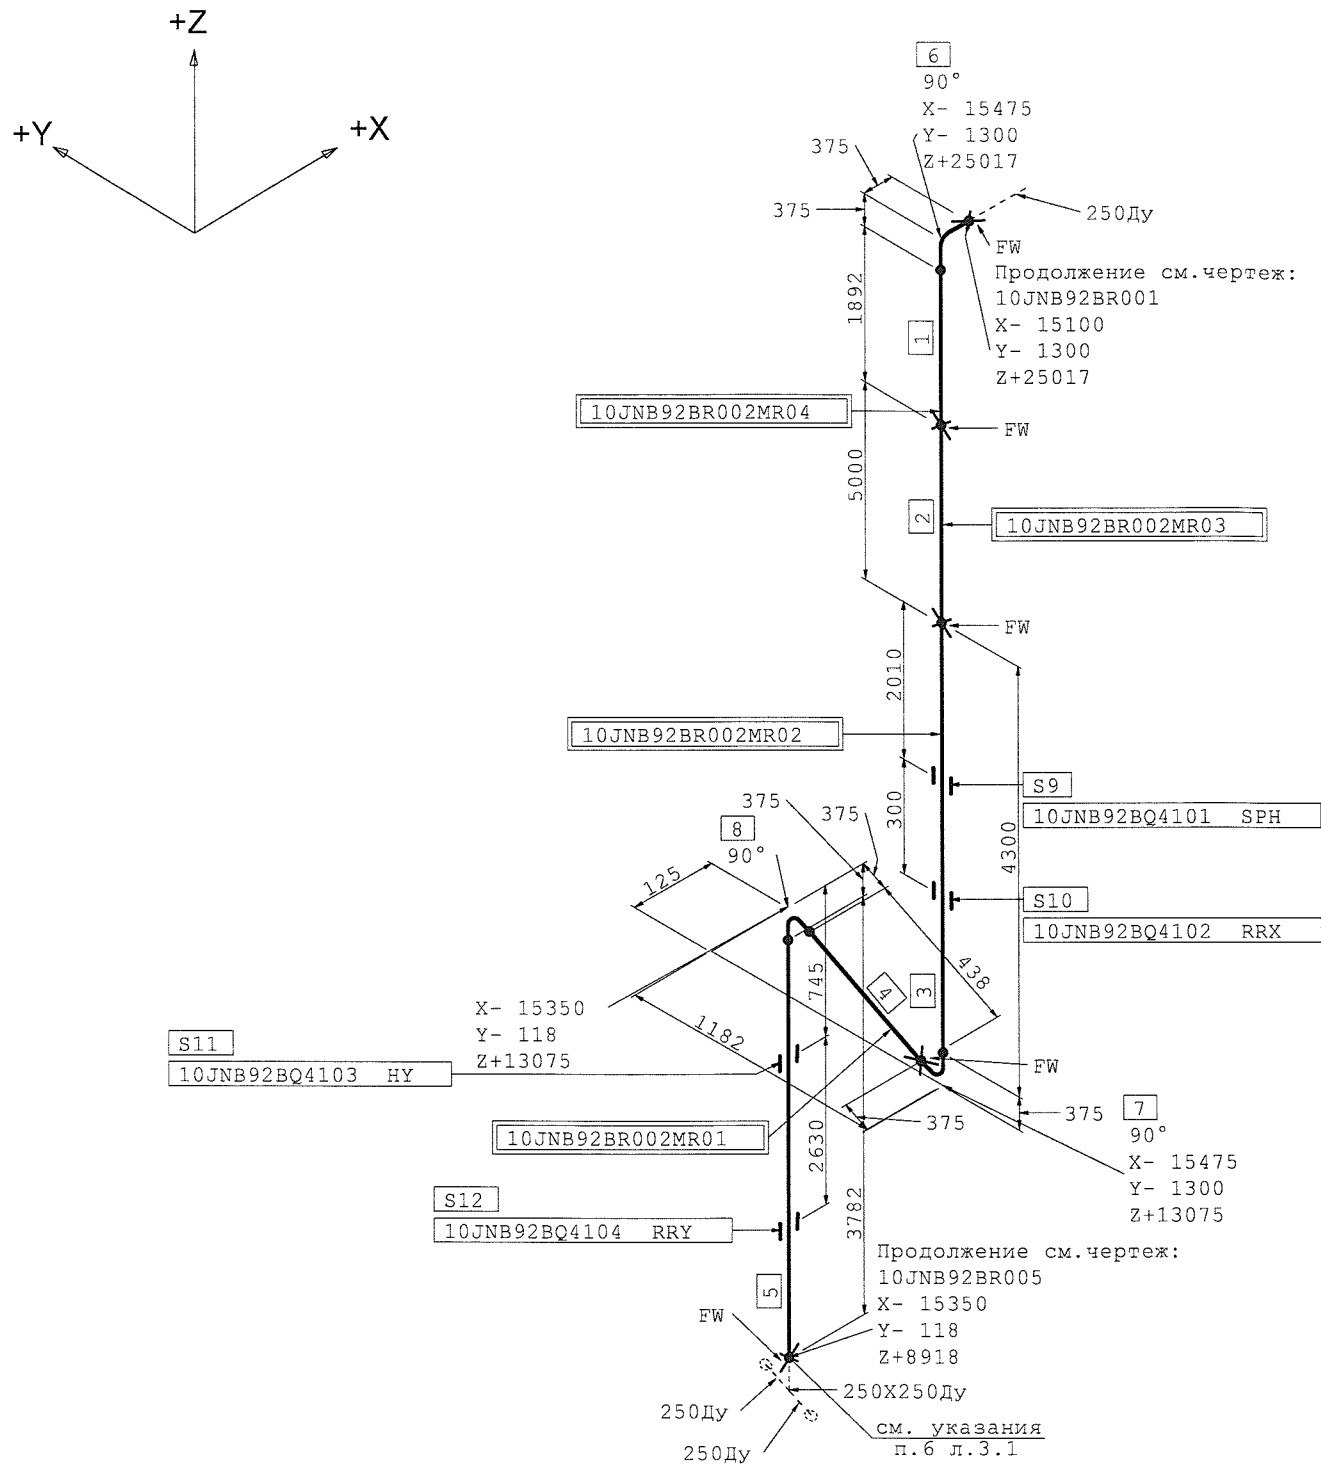 +Z
+Y
+X
6
90°
X- 15475
Y- 1300
Z+25017
375
375
250Ду
FW
Продолжение см.чертеж:
10JNB92BR001
X- 15100
Y- 1300
Z+25017
1892
1
10JNB92BR002MR04
FW
5000
2
10JNB92BR002MR03
FW
2010
10JNB92BR002MR02
S9
10JNB92BQ4101 SPH
300
4300
375
375
8
90°
125
S10
10JNB92BQ4102 RRX
745
438
4
3
X- 15350
Y- 118
Z+13075
1182
S11
10JNB92BQ4103 HY
FW
375
375
7
90°
X- 15475
Y- 1300
Z+13075
10JNB92BR002MR01
2630
S12
10JNB92BQ4104 RRY
3782
5
Продолжение см.чертеж:
10JNB92BR005
X- 15350
Y- 118
Z+8918
FW
250X250Ду
250Ду
250Ду
см. указания
п.6 л.3.1